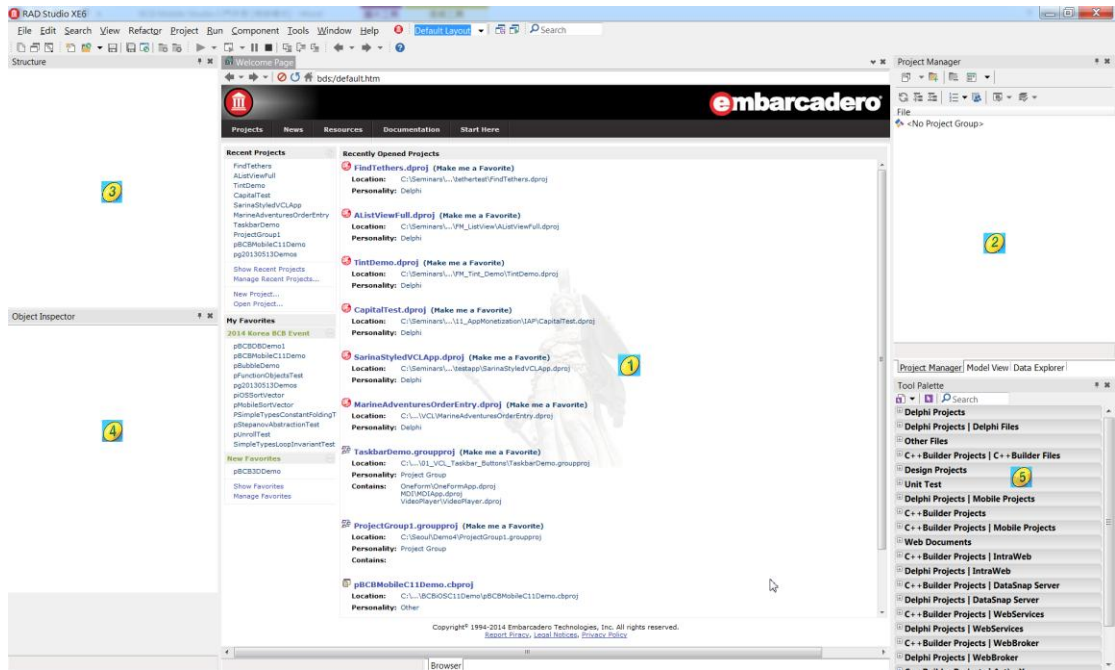 RAD Studio XE6
File Edit Search View Refactor Project Run Component Tools Window Help Default Layout Search
Structure
3
Object Inspector
4
Welcome Page
bds:/default.htm
embarcadero
Projects News Resources Documentation Start Here
Recent Projects
FindTethers
AListViewFull
TintDemo
CapitalTest
SarinaStyledVCLApp
MarineAdventuresOrderEntry
TaskbarDemo
ProjectGroup1
pBCBMobileC11Demo
pg20130513Demos
Show Recent Projects
Manage Recent Projects...
New Project...
Open Project...
My Favorites
2014 Korea BCB Event
pBCBDBDemo1
pBCBMobileC11Demo
pBubbleDemo
pFunctionObjectsTest
pg20130513Demos
piOSSortVector
pMobileSortVector
PSimpleTypesConstantFoldingT
pStepanovAbstractionTest
pUnrollTest
SimpleTypesLoopInvariantTest
New Favorites
pBCB3DDemo
Show Favorites
Manage Favorites
Recently Opened Projects
FindTethers.dproj (Make me a Favorite)
Location: C:\Seminars\...\tethertest\FindTethers.dproj
Personality: Delphi
AListViewFull.dproj (Make me a Favorite)
Location: C:\Seminars\...\FM_ListView\AListViewFull.dproj
Personality: Delphi
TintDemo.dproj (Make me a Favorite)
Location: C:\Seminars\...\FM_Tint_Demo\TintDemo.dproj
Personality: Delphi
CapitalTest.dproj (Make me a Favorite)
Location: C:\Seminars\...\11_AppMonetization\IAP\CapitalTest.dproj
Personality: Delphi
SarinaStyledVCLApp.dproj (Make me a Favorite)
Location: C:\Seminars\...\testapp\SarinaStyledVCLApp.dproj
Personality: Delphi
1
MarineAdventuresOrderEntry.dproj (Make me a Favorite)
Location: C:\...\VCL\MarineAdventuresOrderEntry.dproj
Personality: Delphi
TaskbarDemo.groupproj (Make me a Favorite)
Location: C:\...\01_VCL_Taskbar_Buttons\TaskbarDemo.groupproj
Personality: Project Group
Contains: OneForm\OneFormApp.dproj
MDI\MDIApp.dproj
VideoPlayer\VideoPlayer.dproj
ProjectGroup1.groupproj (Make me a Favorite)
Location: C:\Seoul\Demo4\ProjectGroup1.groupproj
Personality: Project Group
Contains:
pBCBMobileC11Demo.cbproj
Location: C:\...\BCBiOSC11Demo\pBCBMobileC11Demo.cbproj
Personality: Other
Copyright© 1994-2014 Embarcadero Technologies, Inc. All rights reserved.
Report Piracy, Legal Notices, Privacy Policy
Browser
Project Manager
File
<No Project Group>
2
Project Manager Model View Data Explorer
Tool Palette
Search
Delphi Projects
Delphi Projects | Delphi Files
Other Files
C++Builder Projects | C++Builder Files
Design Projects
Unit Test
5
Delphi Projects | Mobile Projects
C++Builder Projects
C++Builder Projects | Mobile Projects
Web Documents
C++Builder Projects | IntraWeb
Delphi Projects | IntraWeb
C++Builder Projects | DataSnap Server
Delphi Projects | DataSnap Server
C++Builder Projects | WebServices
Delphi Projects | WebServices
C++Builder Projects | WebBroker
Delphi Projects | WebBroker